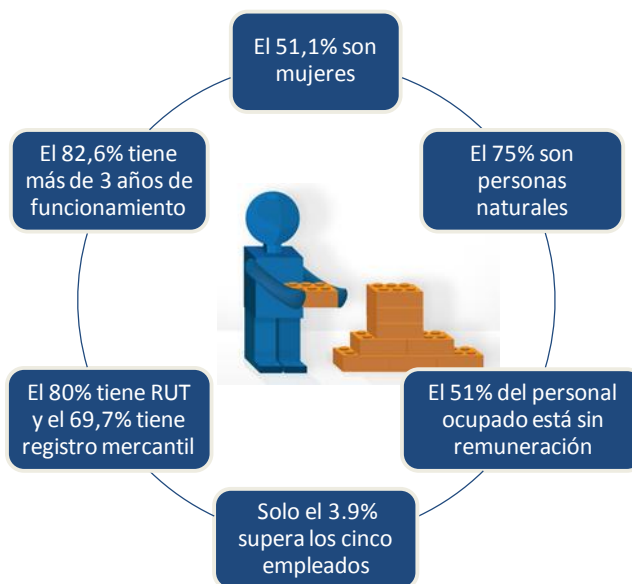 El 51,1% son
mujeres
El 75% son
personas
naturales
El 51% del personal
ocupado está sin
remuneración
Solo el 3.9%
supera los cinco
empleados
El 80% tiene RUT
y el 69,7% tiene
registro mercantil
El 82,6% tiene
más de 3 años de
funcionamiento